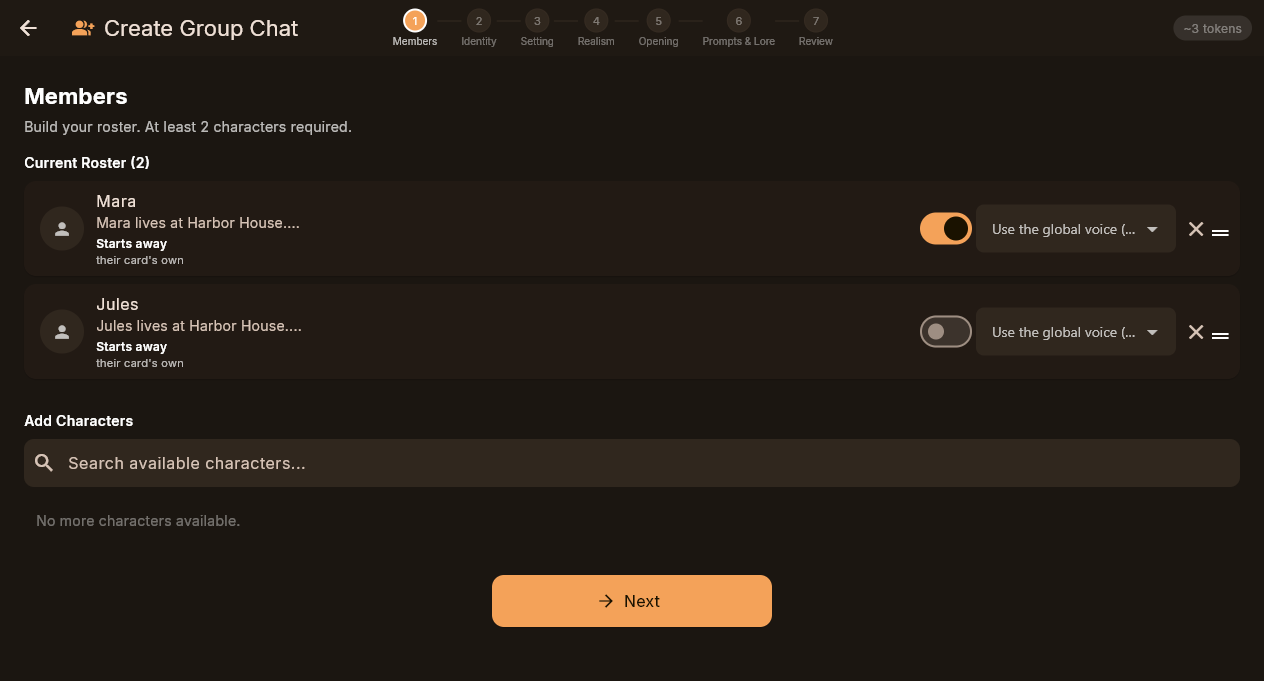 Create Group Chat
1 2 3 4 5 6 7
Members Identity Setting Realism Opening Prompts & Lore Review
~3 tokens
Members
Build your roster. At least 2 characters required.
Current Roster (2)
Mara
Mara lives at Harbor House....
Starts away
their card's own
Use the global voice (...
Jules
Jules lives at Harbor House....
Starts away
their card's own
Use the global voice (...
Add Characters
Search available characters...
No more characters available.
Next